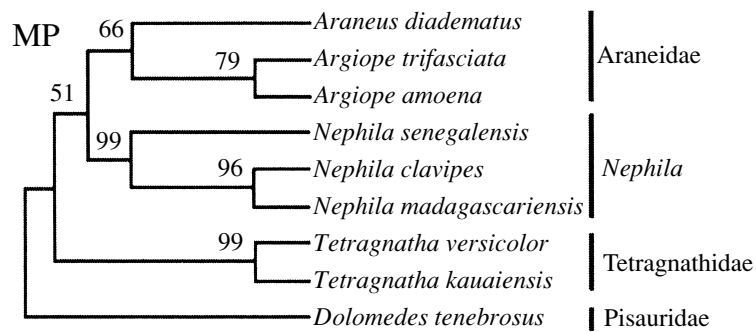 MP
66
Araneus diadematus
79
Argiope trifasciata
Araneidae
51
Argiope amoena
99
Nephila senegalensis
96
Nephila clavipes
Nephila
Nephila madagascariensis
99
Tetragnatha versicolor
Tetragnathidae
Tetragnatha kauaiensis
Dolomedes tenebrosus
Pisauridae